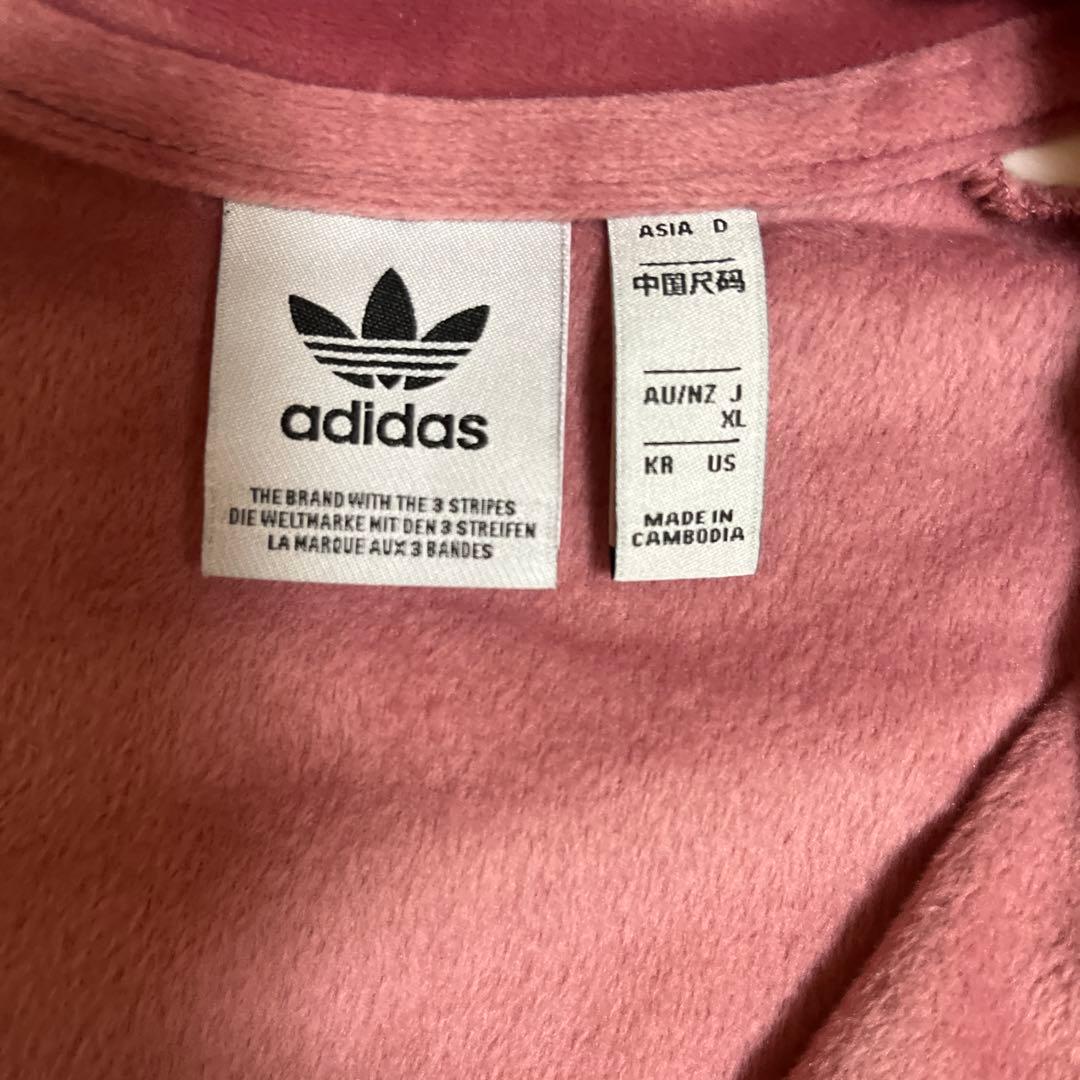 adidas
THE BRAND WITH THE 3 STRIPES
DIE WELTMARKE MIT DEN 3 STREIFEN
LA MARQUE AUX 3 BANDES
ASIA D
中国尺码
AU/NZ J
XL
KR US
MADE IN
CAMBODIA